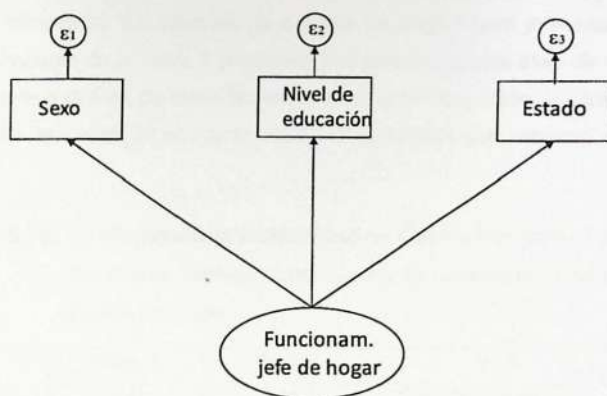 ε1
ε2
ε3
Sexo
Nivel de
educación
Estado
Funcionam.
jefe de hogar